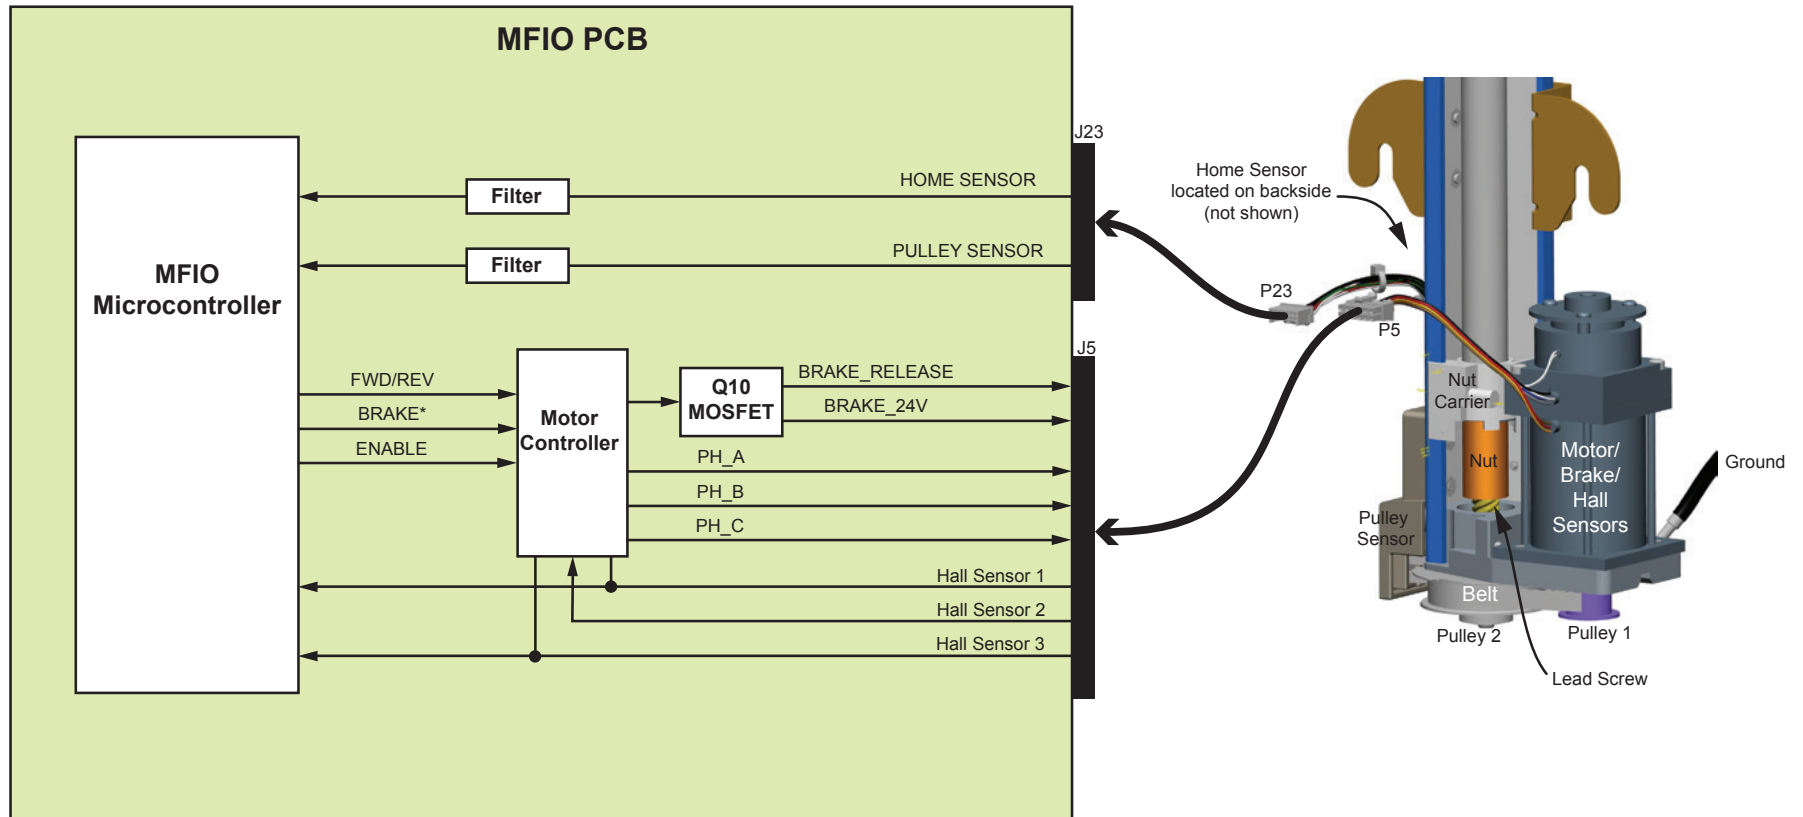 MFIO PCB
J23
HOME SENSOR
Filter
PULLEY SENSOR
Filter
MFIO
Microcontroller
J5
FWD/REV
BRAKE*
ENABLE
Motor
Controller
Q10
MOSFET
BRAKE_RELEASE
BRAKE_24V
PH_A
PH_B
PH_C
Hall Sensor 1
Hall Sensor 2
Hall Sensor 3
Home Sensor
located on backside
(not shown)
P23
P5
Nut
Carrier
Nut
Motor/
Brake/
Hall
Sensors
Ground
Pulley
Sensor
Belt
Pulley 2
Pulley 1
Lead Screw